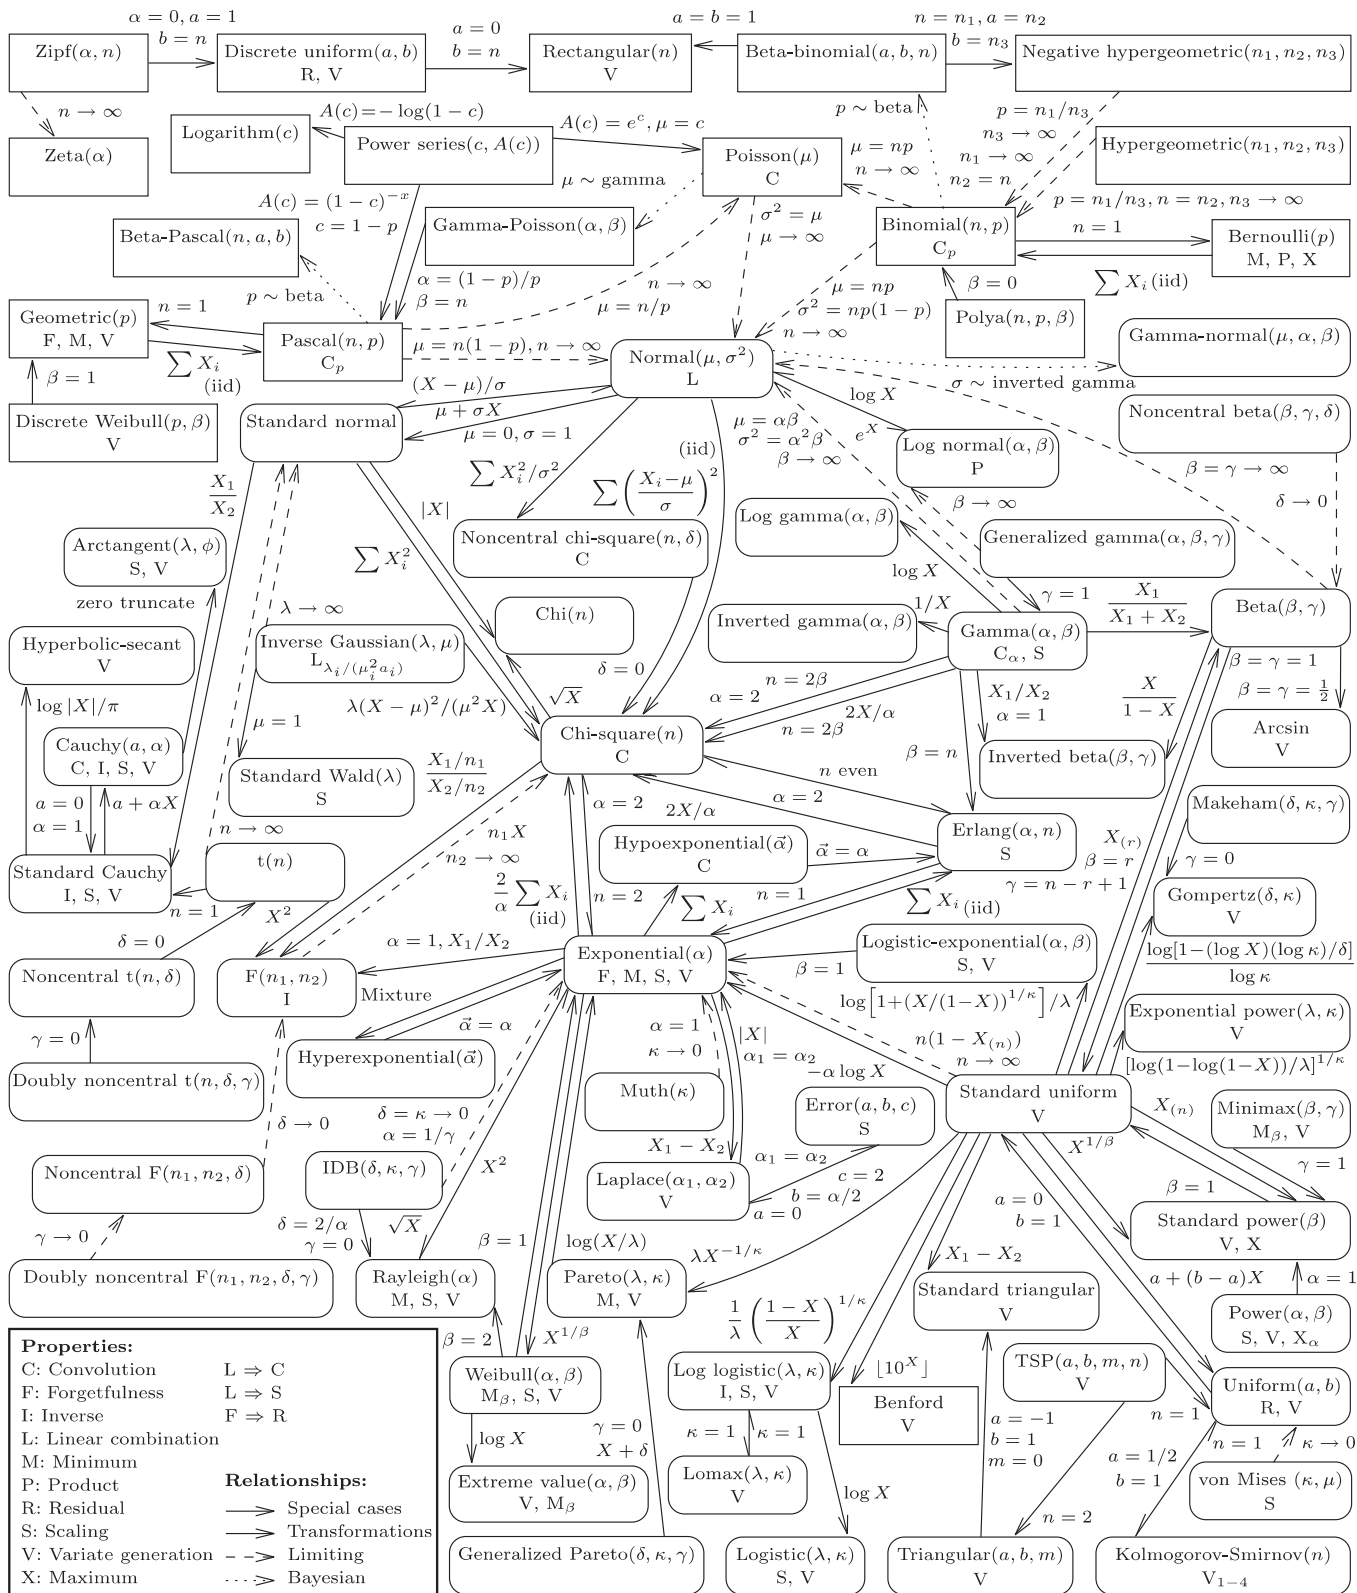 α = 0, a = 1
b = n
a = 0
b = n
a = b = 1
n = n₁, a = n₂
b = n₃
Zipf(α, n)
Discrete uniform(a, b)
R, V
Rectangular(n)
V
Beta-binomial(a, b, n)
Negative hypergeometric(n₁, n₂, n₃)
n → ∞
A(c) = −log(1 − c)
A(c) = eᶜ, μ = c
p ∼ beta
p = n₁/n₃
n₃ → ∞
n₁ → ∞
n₂ = n
Zeta(α)
Logarithm(c)
Power series(c, A(c))
Poisson(μ)
C
μ = np
n → ∞
Hypergeometric(n₁, n₂, n₃)
μ ∼ gamma
p = n₁/n₃, n = n₂, n₃ → ∞
A(c) = (1 − c)⁻ˣ
c = 1 − p
Beta-Pascal(n, a, b)
Gamma-Poisson(α, β)
σ² = μ
μ → ∞
Binomial(n, p)
Cₚ
n = 1
Bernoulli(p)
M, P, X
∑ Xᵢ (iid)
p ∼ beta
α = (1 − p)/p
β = n
n → ∞
μ = n/p
μ = np
σ² = np(1 − p)
n → ∞
β = 0
Polya(n, p, β)
Geometric(p)
F, M, V
n = 1
∑ Xᵢ
(iid)
Pascal(n, p)
Cₚ
μ = n(1 − p), n → ∞
Normal(μ, σ²)
L
Gamma-normal(μ, α, β)
σ ∼ inverted gamma
β = 1
Discrete Weibull(p, β)
V
Standard normal
(X − μ)/σ
μ + σX
μ = 0, σ = 1
(iid)
μ = αβ
σ² = α²β
β → ∞
log X
eˣ
Log normal(α, β)
P
Noncentral beta(β, γ, δ)
β = γ → ∞
δ → 0
X₁
X₂
|X|
∑ Xᵢ²
∑ Xᵢ²/σ²
∑ ((Xᵢ − μ)/σ)²
β → ∞
Log gamma(α, β)
Generalized gamma(α, β, γ)
Arctangent(λ, φ)
S, V
zero truncate
Noncentral chi-square(n, δ)
C
log X
γ = 1
X₁
X₁ + X₂
Beta(β, γ)
λ → ∞
Chi(n)
1/X
Hyperbolic-secant
V
Inverse Gaussian(λ, μ)
L_{λᵢ/(μᵢ²aᵢ)}
Inverted gamma(α, β)
Gamma(α, β)
C_α, S
δ = 0
log |X|/π
√X
λ(X − μ)²/(μ²X)
α = 2
n = 2β
2X/α
n = 2β
X₁/X₂
α = 1
X
1 − X
β = γ = 1
β = γ = ½
Cauchy(a, α)
C, I, S, V
μ = 1
Chi-square(n)
C
β = n
Inverted beta(β, γ)
Arcsin
V
Standard Wald(λ)
S
X₁/n₁
X₂/n₂
n even
α = 2
2X/α
α = 2
Makeham(δ, κ, γ)
a = 0
α = 1
a + αX
n → ∞
n₁X
n₂ → ∞
Hypoexponential(α⃗)
C
α⃗ = α
Erlang(α, n)
S
X₍ᵣ₎
β = r
γ = n − r + 1
γ = 0
Standard Cauchy
I, S, V
t(n)
n = 1
X²
2
α
∑ Xᵢ
(iid)
n = 2
∑ Xᵢ
n = 1
∑ Xᵢ (iid)
Gompertz(δ, κ)
V
δ = 0
Noncentral t(n, δ)
F(n₁, n₂)
I
α = 1, X₁/X₂
Mixture
Exponential(α)
F, M, S, V
β = 1
Logistic-exponential(α, β)
S, V
log[1−(log X)(log κ)/δ]
log κ
log[1+(X/(1−X))^{1/κ}]/λ
γ = 0
α⃗ = α
Hyperexponential(α⃗)
α = 1
κ → 0
|X|
α₁ = α₂
n(1 − X₍ₙ₎)
n → ∞
Exponential power(λ, κ)
V
[log(1−log(1−X))/λ]^{1/κ}
Doubly noncentral t(n, δ, γ)
δ → 0
δ = κ → 0
α = 1/γ
Muth(κ)
−α log X
Error(a, b, c)
S
Standard uniform
V
X₍ₙ₎
Minimax(β, γ)
M_β, V
Noncentral F(n₁, n₂, δ)
IDB(δ, κ, γ)
X²
X₁ − X₂
α₁ = α₂
c = 2
b = α/2
a = 0
X^{1/β}
γ = 1
β = 1
Laplace(α₁, α₂)
V
a = 0
b = 1
Standard power(β)
V, X
γ → 0
δ = 2/α
γ = 0
√X
β = 1
log(X/λ)
λX^{−1/κ}
X₁ − X₂
a + (b − a)X
α = 1
Doubly noncentral F(n₁, n₂, δ, γ)
Rayleigh(α)
M, S, V
Pareto(λ, κ)
M, V
Standard triangular
V
Power(α, β)
S, V, X_α
β = 2
X^{1/β}
1/λ ((1 − X)/X)^{1/κ}
Weibull(α, β)
M_β, S, V
Log logistic(λ, κ)
I, S, V
⌊10ˣ⌋
Benford
V
TSP(a, b, m, n)
V
Uniform(a, b)
R, V
n = 1
log X
γ = 0
X + δ
κ = 1
κ = 1
a = −1
b = 1
m = 0
a = 1/2
b = 1
n = 1
κ → 0
Extreme value(α, β)
V, M_β
Lomax(λ, κ)
V
log X
von Mises (κ, μ)
S
n = 2
Generalized Pareto(δ, κ, γ)
Logistic(λ, κ)
S, V
Triangular(a, b, m)
V
Kolmogorov-Smirnov(n)
V₁₋₄
Properties:
C: Convolution L ⇒ C
F: Forgetfulness L ⇒ S
I: Inverse F ⇒ R
L: Linear combination
M: Minimum
P: Product Relationships:
R: Residual Special cases
S: Scaling Transformations
V: Variate generation Limiting
X: Maximum Bayesian